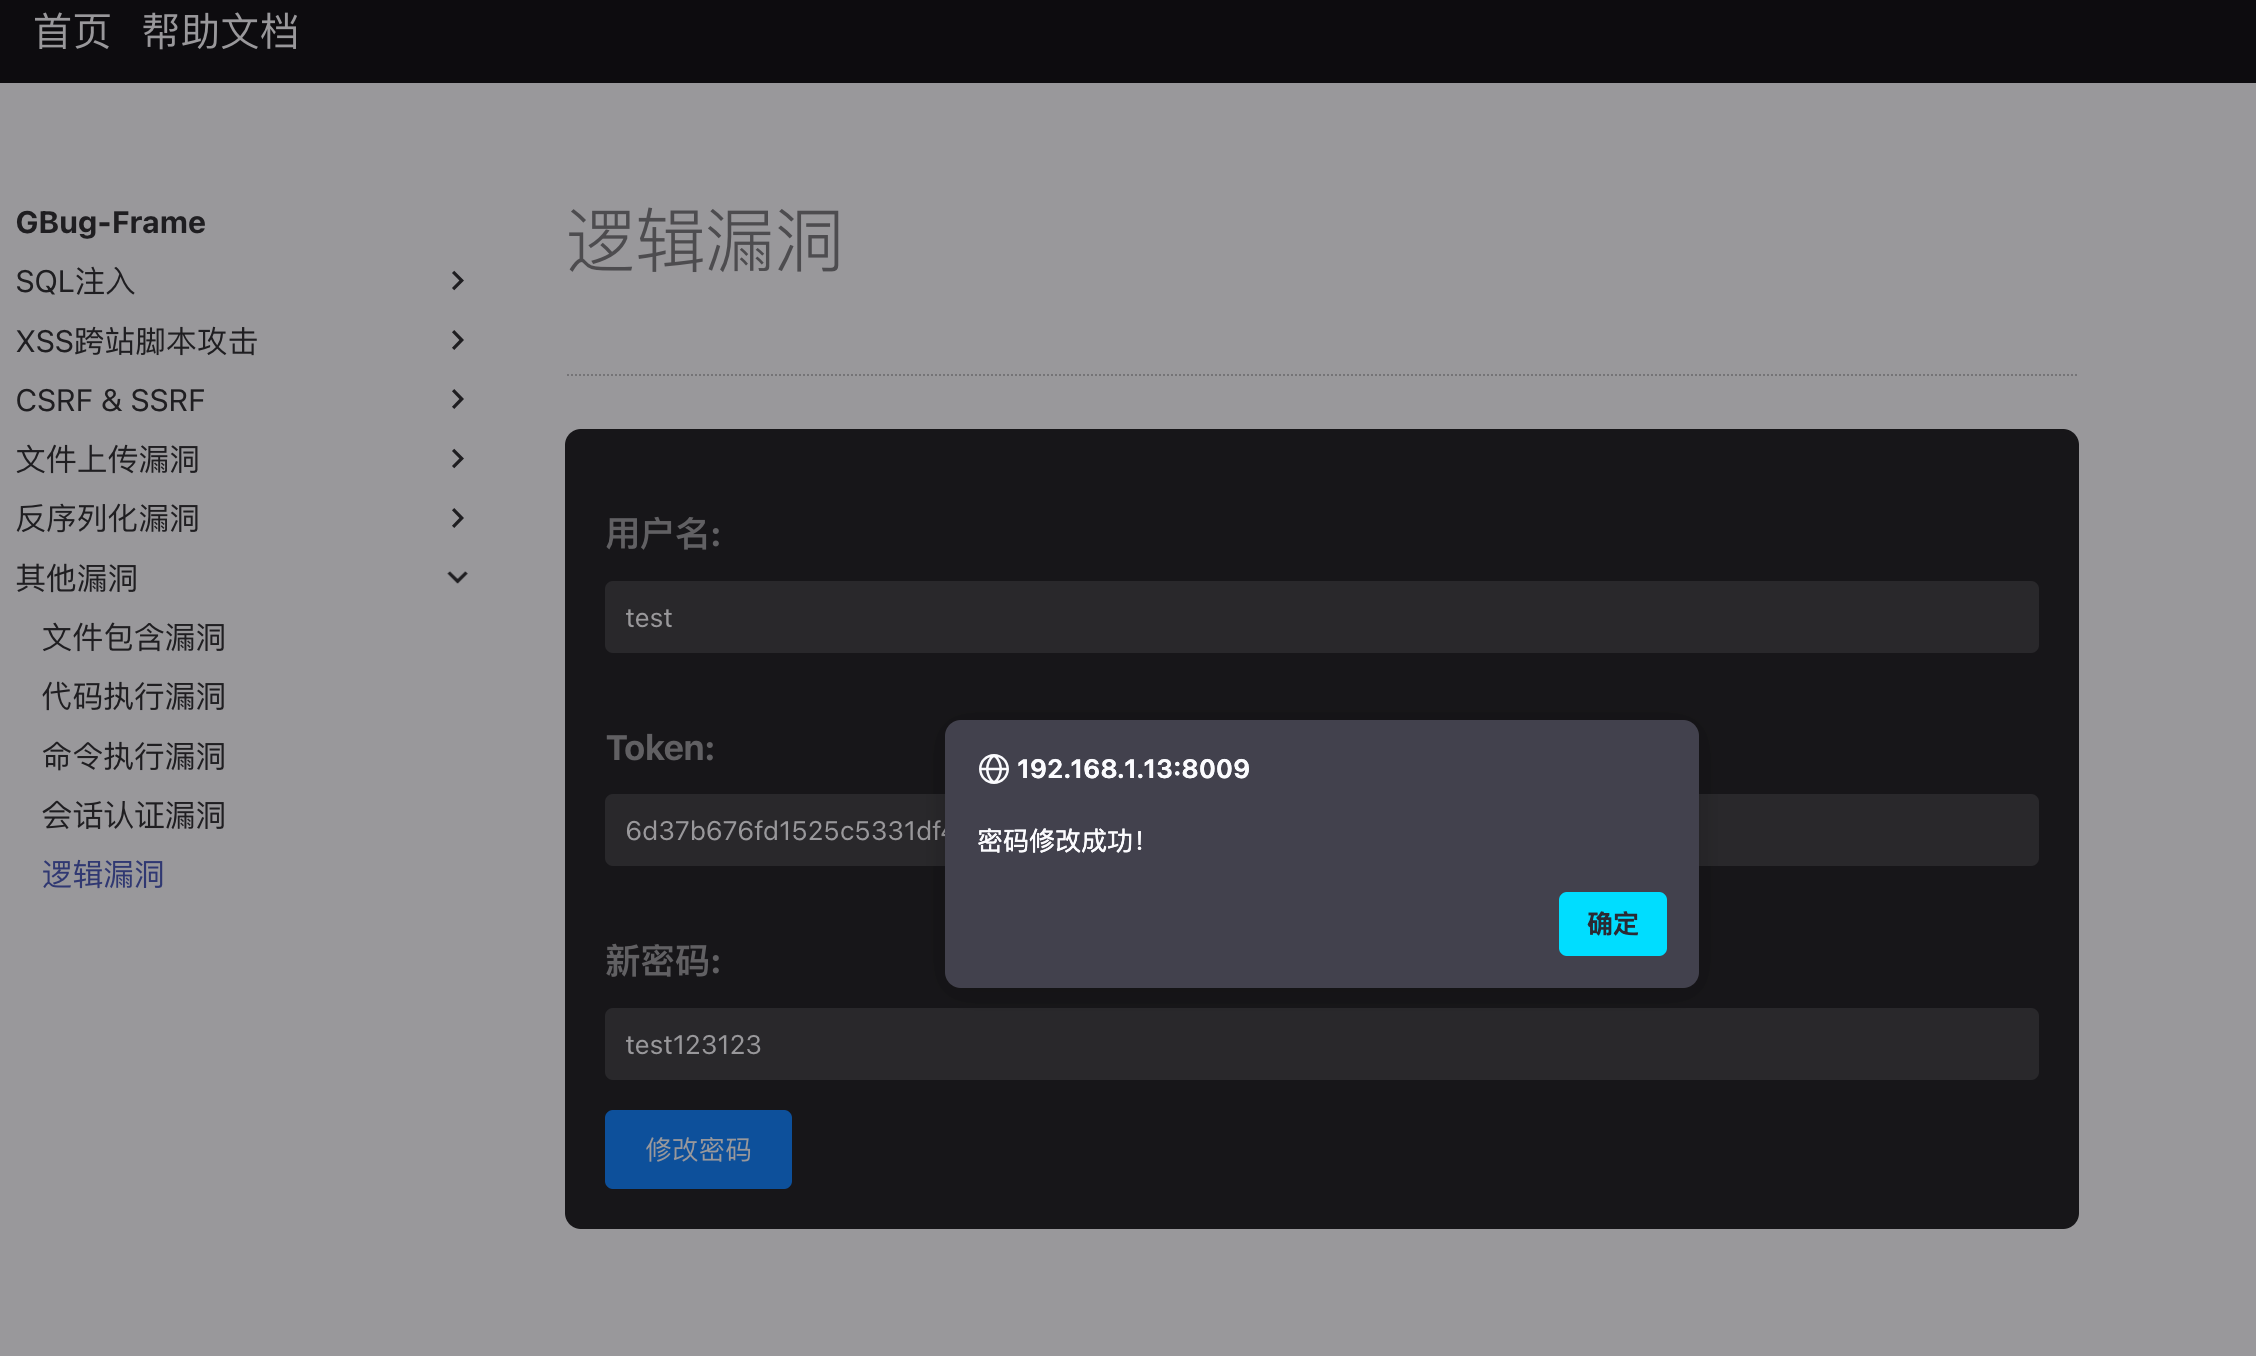 首页 帮助文档
GBug-Frame
SQL注入
XSS跨站脚本攻击
CSRF & SSRF
文件上传漏洞
反序列化漏洞
其他漏洞
文件包含漏洞
代码执行漏洞
命令执行漏洞
会话认证漏洞
逻辑漏洞
逻辑漏洞
用户名:
test
Token:
6d37b676fd1525c5331df
新密码:
test123123
修改密码
192.168.1.13:8009
密码修改成功!
确定